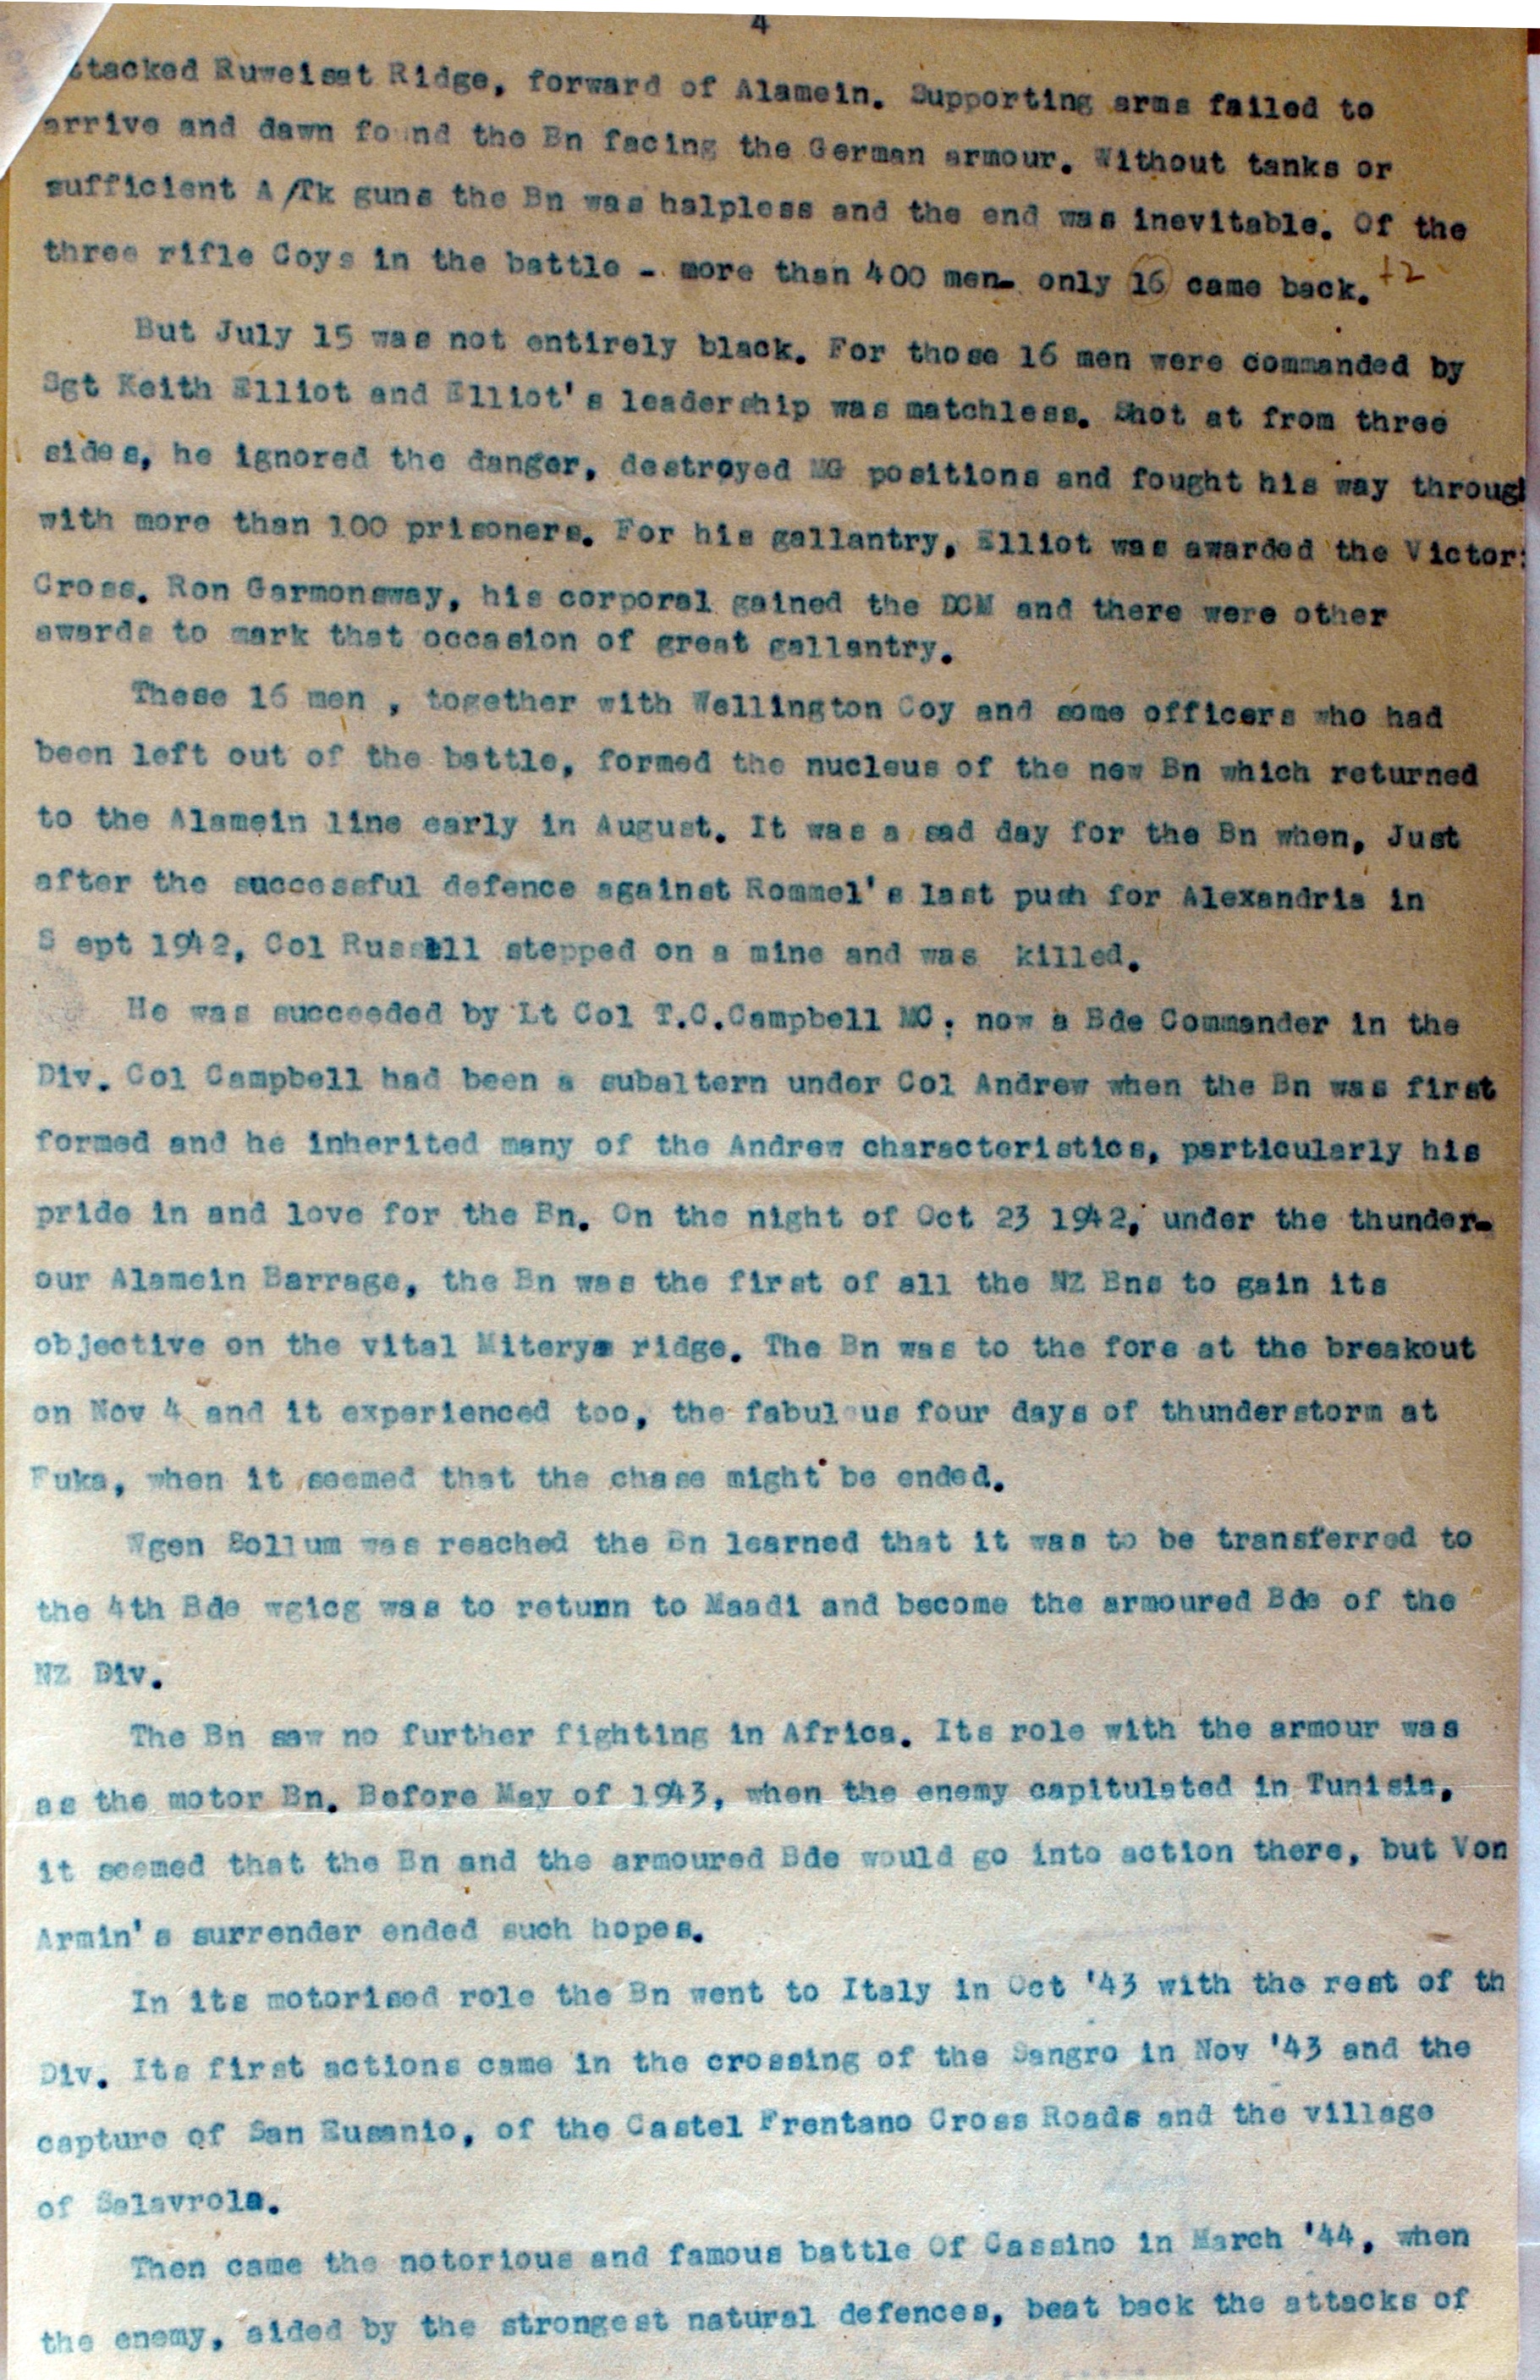 4
ttacked Ruweisat Ridge, forward of Alamein. Supporting arms failed to
arrive and dawn fo nd the Bn facing the German armour. Without tanks or
sufficient A/Tk guns the Bn was halpless and the end was inevitable. Of the
three rifle Coys in the battle - more than 400 men- only 16 came back. +2
But July 15 was not entirely black. For those 16 men were commanded by
Sgt Keith Elliot and Elliot's leadership was matchless. Shot at from three
sides, he ignored the danger, destroyed MG positions and fought his way throug
with more than 100 prisoners. For his gallantry, Elliot was awarded the Victor
Cross. Ron Garmonsway, his corporal gained the DCM and there were other
awards to mark that occasion of great gallantry.
These 16 men , together with Wellington Coy and some officers who had
been left out of the battle, formed the nucleus of the new Bn which returned
to the Alamein line early in August. It was a sad day for the Bn when, Just
after the successful defence against Rommel's last push for Alexandria in
S ept 1942, Col Russell stepped on a mine and was killed.
He was succeeded by Lt Col T.C.Campbell MC; now a Bde Commander in the
Div. Col Campbell had been a subaltern under Col Andrew when the Bn was first
formed and he inherited many of the Andrew characteristics, particularly his
pride in and love for the Bn. On the night of Oct 23 1942, under the thunder-
our Alamein Barrage, the Bn was the first of all the NZ Bns to gain its
objective on the vital Miterya ridge. The Bn was to the fore at the breakout
on Nov 4 and it experienced too, the fabul us four days of thunderstorm at
Fuka, when it seemed that the chase might be ended.
Wgen Sollum was reached the Bn learned that it was to be transferred to
the 4th Bde wgicg was to retunn to Maadi and become the armoured Bde of the
NZ Div.
The Bn saw no further fighting in Africa. Its role with the armour was
as the motor Bn. Before May of 1943, when the enemy capitulated in Tunisia,
it seemed that the Bn and the armoured Bde would go into action there, but Von
Armin's surrender ended such hopes.
In its motorised role the Bn went to Italy in Oct '43 with the rest of th
Div. Its first actions came in the crossing of the Sangro in Nov '43 and the
capture of San Eusanio, of the Castel Frentano Cross Roads and the village
of Salavrola.
Then came the notorious and famous battle Of Cassino in March '44, when
the enemy, aided by the strongest natural defences, beat back the attacks of